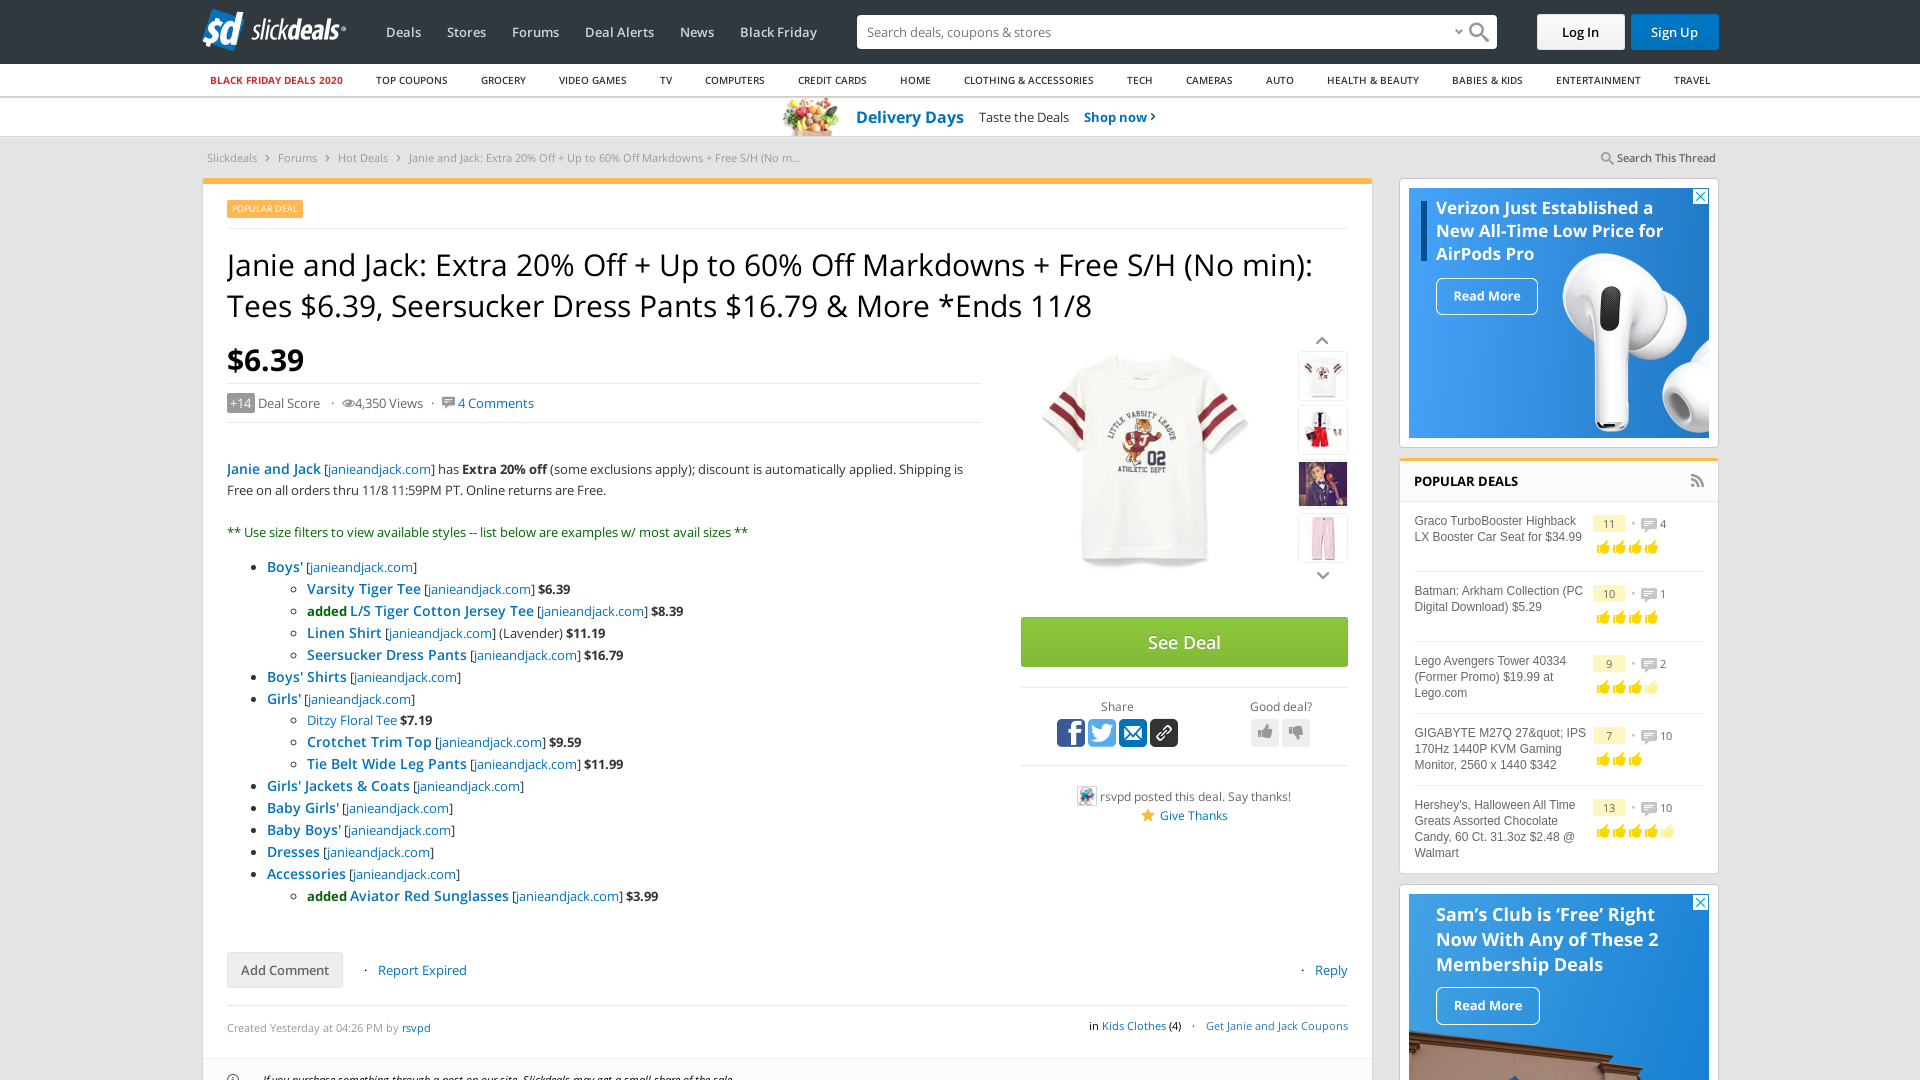 sd slickdeals
Deals Stores Forums Deal Alerts News Black Friday
Search deals, coupons & stores
Log In Sign Up
BLACK FRIDAY DEALS 2020 TOP COUPONS GROCERY VIDEO GAMES TV COMPUTERS CREDIT CARDS HOME CLOTHING & ACCESSORIES TECH CAMERAS AUTO HEALTH & BEAUTY BABIES & KIDS ENTERTAINMENT TRAVEL
Delivery Days Taste the Deals Shop now
Slickdeals Forums Hot Deals Janie and Jack: Extra 20% Off + Up to 60% Off Markdowns + Free S/H (No m...
Search This Thread
POPULAR DEAL
Janie and Jack: Extra 20% Off + Up to 60% Off Markdowns + Free S/H (No min):
Tees $6.39, Seersucker Dress Pants $16.79 & More *Ends 11/8
$6.39
+14 Deal Score · 4,350 Views · 4 Comments
Janie and Jack [janieandjack.com] has Extra 20% off (some exclusions apply); discount is automatically applied. Shipping is
Free on all orders thru 11/8 11:59PM PT. Online returns are Free.
** Use size filters to view available styles -- list below are examples w/ most avail sizes **
Boys' [janieandjack.com]
Varsity Tiger Tee [janieandjack.com] $6.39
added L/S Tiger Cotton Jersey Tee [janieandjack.com] $8.39
Linen Shirt [janieandjack.com] (Lavender) $11.19
Seersucker Dress Pants [janieandjack.com] $16.79
Boys' Shirts [janieandjack.com]
Girls' [janieandjack.com]
Ditzy Floral Tee $7.19
Crotchet Trim Top [janieandjack.com] $9.59
Tie Belt Wide Leg Pants [janieandjack.com] $11.99
Girls' Jackets & Coats [janieandjack.com]
Baby Girls' [janieandjack.com]
Baby Boys' [janieandjack.com]
Dresses [janieandjack.com]
Accessories [janieandjack.com]
added Aviator Red Sunglasses [janieandjack.com] $3.99
LITTLE VARSITY LEAGUE
J
02
ATHLETIC DEPT
See Deal
Share
Good deal?
rsvpd posted this deal. Say thanks!
Give Thanks
Add Comment · Report Expired
· Reply
Created Yesterday at 04:26 PM by rsvpd
in Kids Clothes (4) · Get Janie and Jack Coupons
If you purchase something through a post on our site, Slickdeals may get a small share of the sale.
Verizon Just Established a
New All-Time Low Price for
AirPods Pro
Read More
POPULAR DEALS
Graco TurboBooster Highback
LX Booster Car Seat for $34.99
11 • 4
Batman: Arkham Collection (PC
Digital Download) $5.29
10 • 1
Lego Avengers Tower 40334
(Former Promo) $19.99 at
Lego.com
9 • 2
GIGABYTE M27Q 27&quot; IPS
170Hz 1440P KVM Gaming
Monitor, 2560 x 1440 $342
7 • 10
Hershey's, Halloween All Time
Greats Assorted Chocolate
Candy, 60 Ct. 31.3oz $2.48 @
Walmart
13 • 10
Sam's Club is 'Free' Right
Now With Any of These 2
Membership Deals
Read More